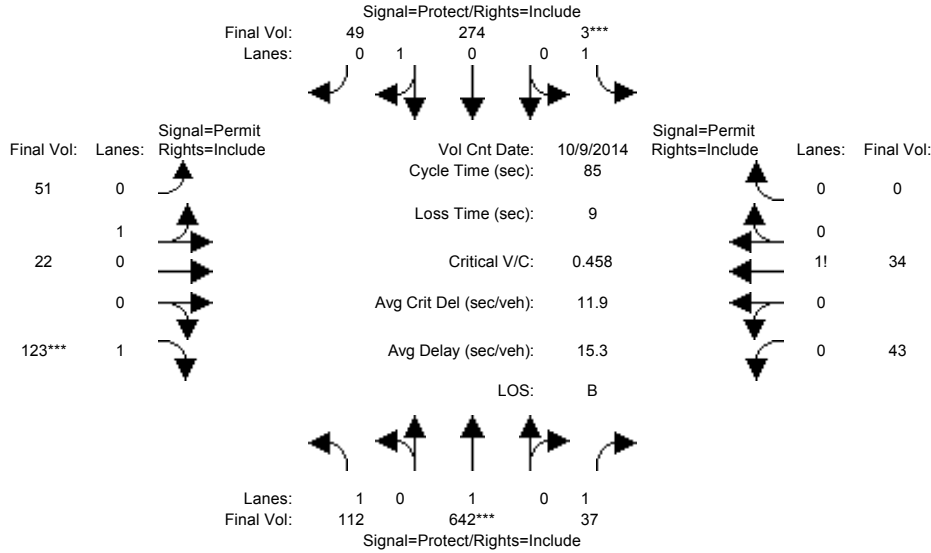 Signal=Protect/Rights=Include
Final Vol: 49 274 3***
Lanes: 0 1 0 0 1
Signal=Permit Signal=Permit
Final Vol: Lanes: Rights=Include Vol Cnt Date: 10/9/2014 Rights=Include Lanes: Final Vol:
Cycle Time (sec): 85
51 0 0 0
Loss Time (sec): 9
1 0
22 0 Critical V/C: 0.458 1! 34
0 Avg Crit Del (sec/veh): 11.9 0
123*** 1 Avg Delay (sec/veh): 15.3 0 43
LOS: B
Lanes: 1 0 1 0 1
Final Vol: 112 642*** 37
Signal=Protect/Rights=Include